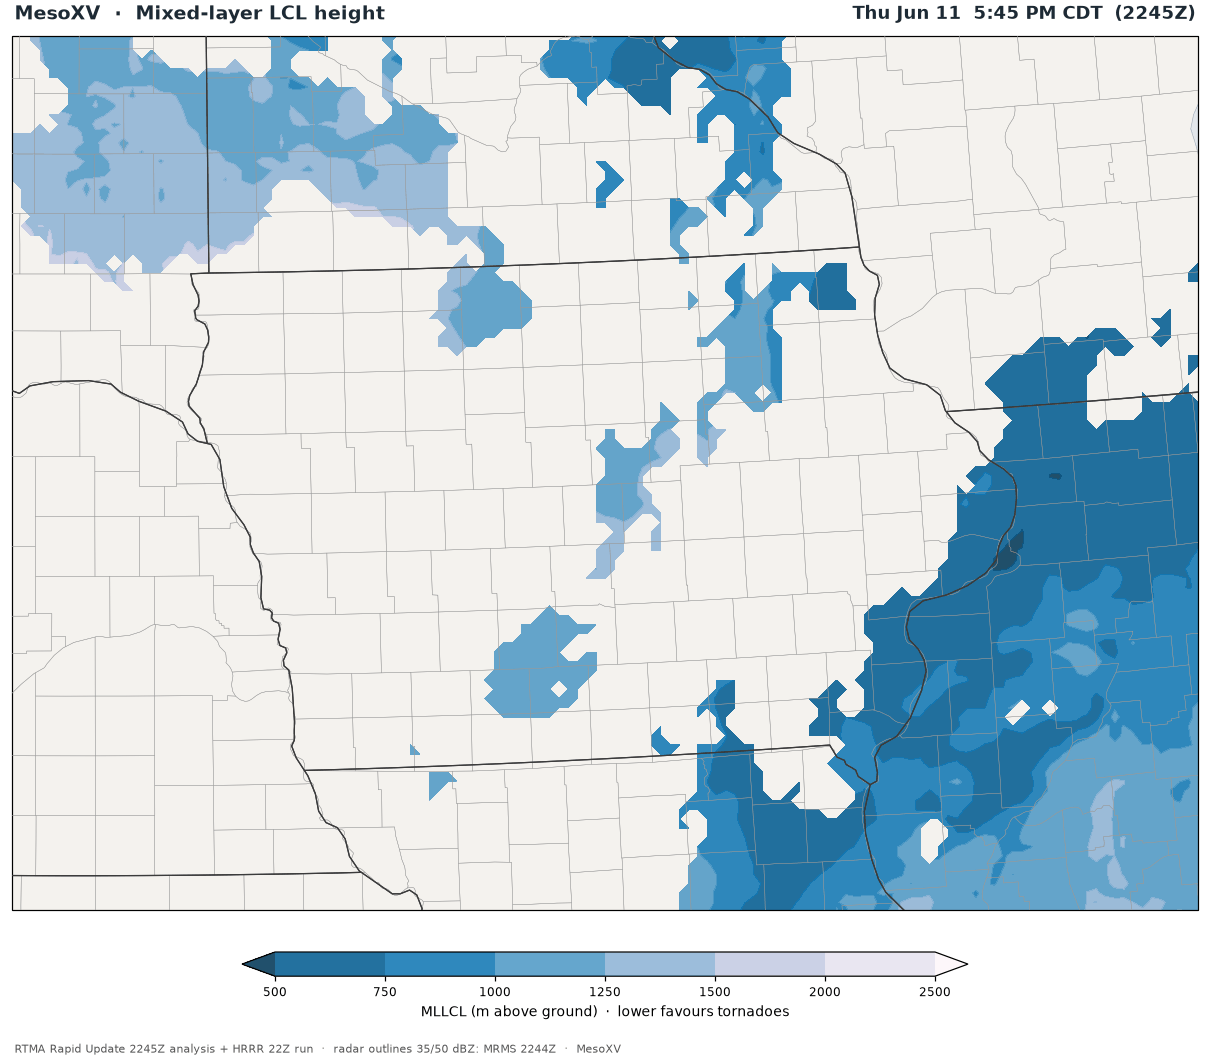 MesoXV · Mixed-layer LCL height
Thu Jun 11 5:45 PM CDT (2245Z)
500 750 1000 1250 1500 2000 2500
MLLCL (m above ground) · lower favours tornadoes
RTMA Rapid Update 2245Z analysis + HRRR 22Z run · radar outlines 35/50 dBZ: MRMS 2244Z · MesoXV